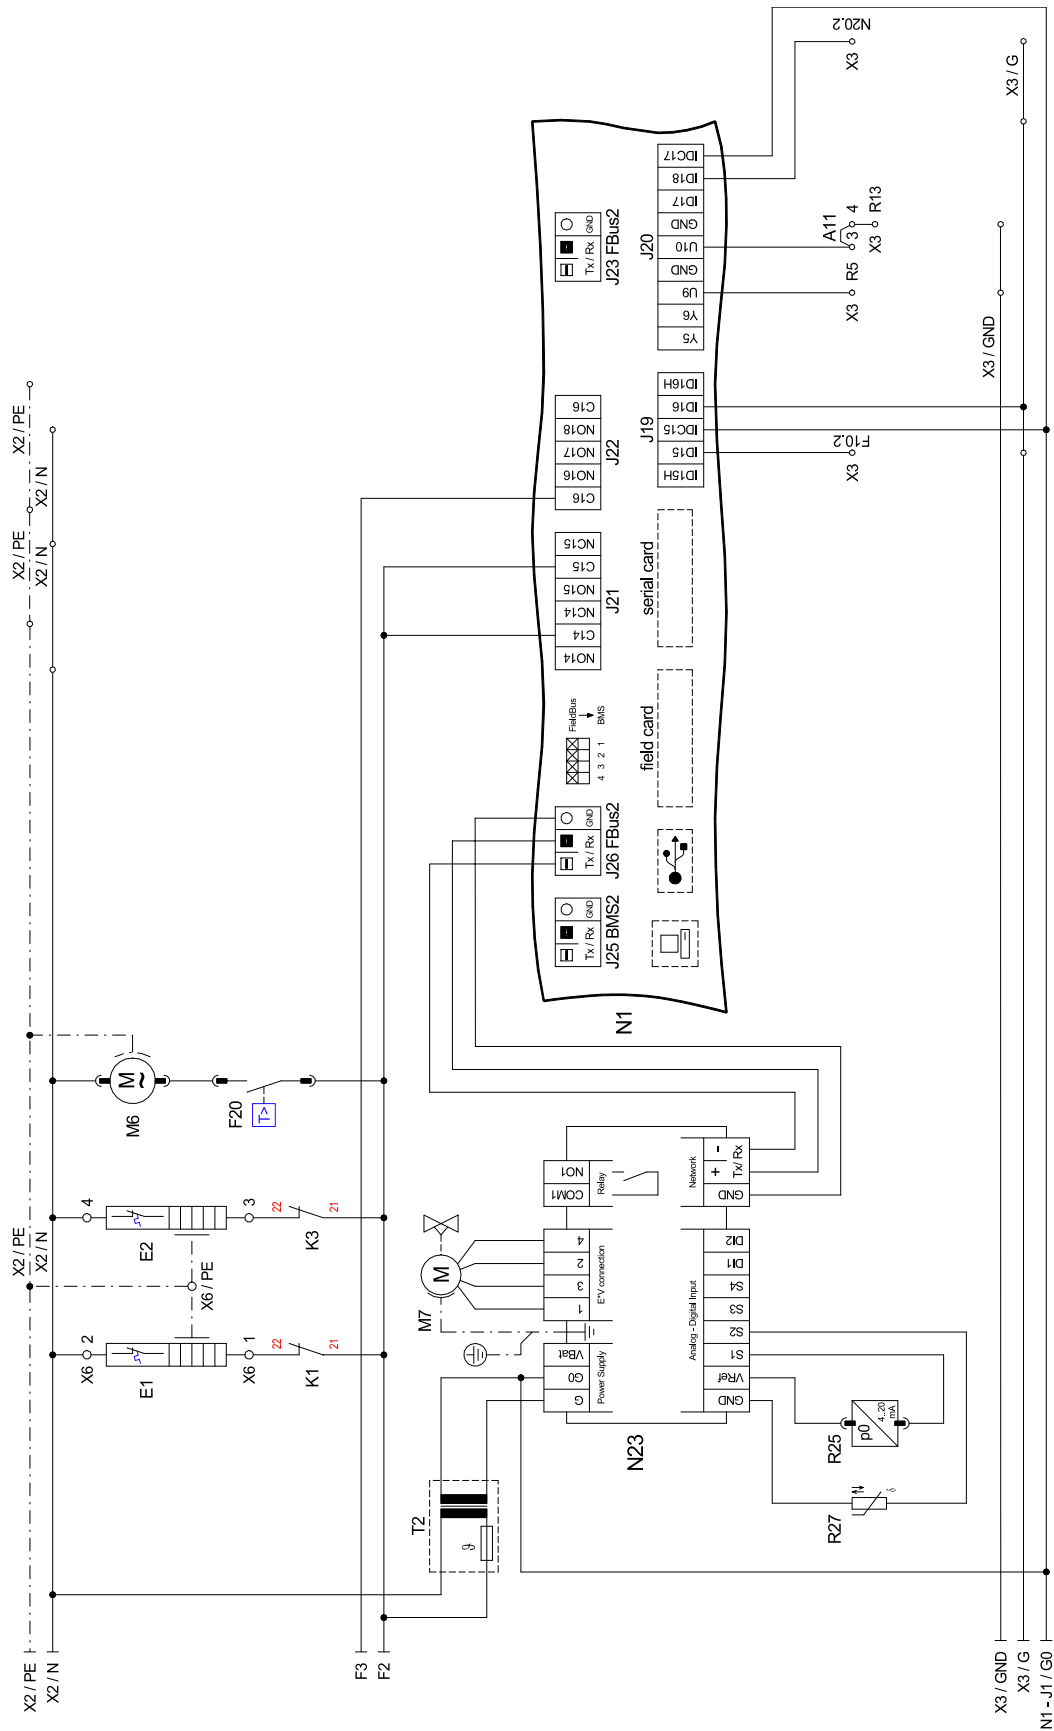 X2 / PE
X2 / N
F3
F2
X3 / GND
X3 / G
N1 - J1 / G0
T2
ϑ
X6
2
E1
X6
1
22
21
K1
X6 / PE
X2 / PE
X2 / N
4
E2
3
22
21
K3
M6
M
~
F20
T>
X2 / PE
X2 / N
X2 / PE
X2 / N
M7
M
N23
G
G0
VBat
Power Supply
1
3
2
4
E*V connection
COM1
NO1
Relay
GND
VRef
S1
S2
S3
S4
DI1
DI2
Analog - Digital Input
GND
Tx/ Rx
+
-
Network
R25
p0
4..20
mA
R27
N1
J25 BMS2
Tx / Rx
GND
J26 FBus2
Tx / Rx
GND
4 3 2 1
FieldBus
BMS
field card
serial card
J21
NO14
C14
NC14
NO15
C15
NC15
J22
C16
NO16
NO17
NO18
C16
J23 FBus2
Tx / Rx
GND
J19
ID15H
ID15
IDC15
ID16
ID16H
J20
Y5
Y6
U9
GND
U10
GND
ID17
ID18
IDC17
X3
F10.2
X3
R5
A11
3
4
X3
R13
X3
N20.2
X3 / GND
X3 / G